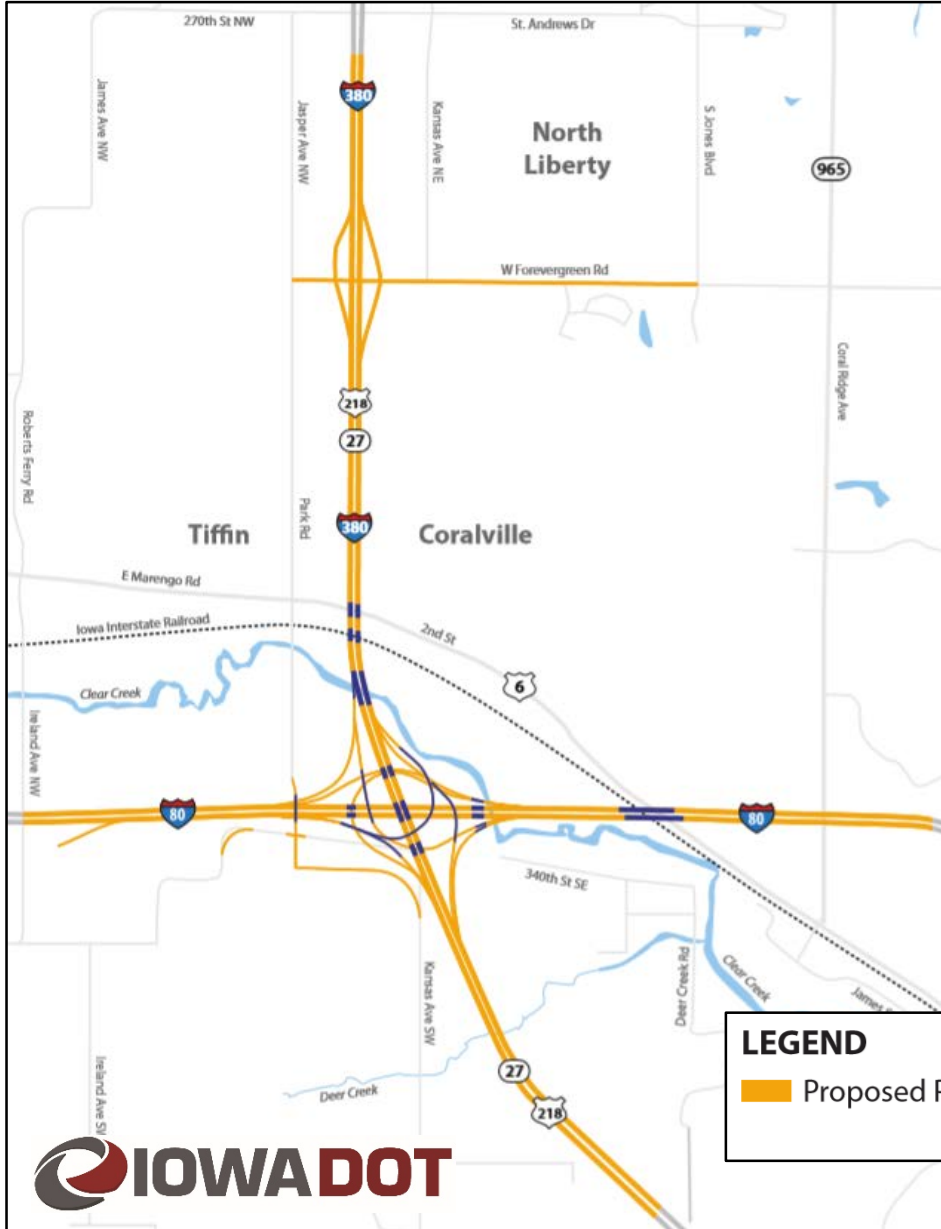 270th St NW
St. Andrews Dr
James Ave NW
Jasper Ave NW
380
Kansas Ave NE
North
Liberty
S Jones Blvd
965
W Forevergreen Rd
Coral Ridge Ave
218
27
Roberts Ferry Rd
Park Rd
380
Tiffin
Coralville
E Marengo Rd
Iowa Interstate Railroad
2nd St
6
Clear Creek
Ireland Ave NW
80
80
340th St SE
Kansas Ave SW
Deer Creek Rd
Clear Creek
James
Ireland Ave
Deer Creek
27
218
LEGEND
Proposed
IOWADOT